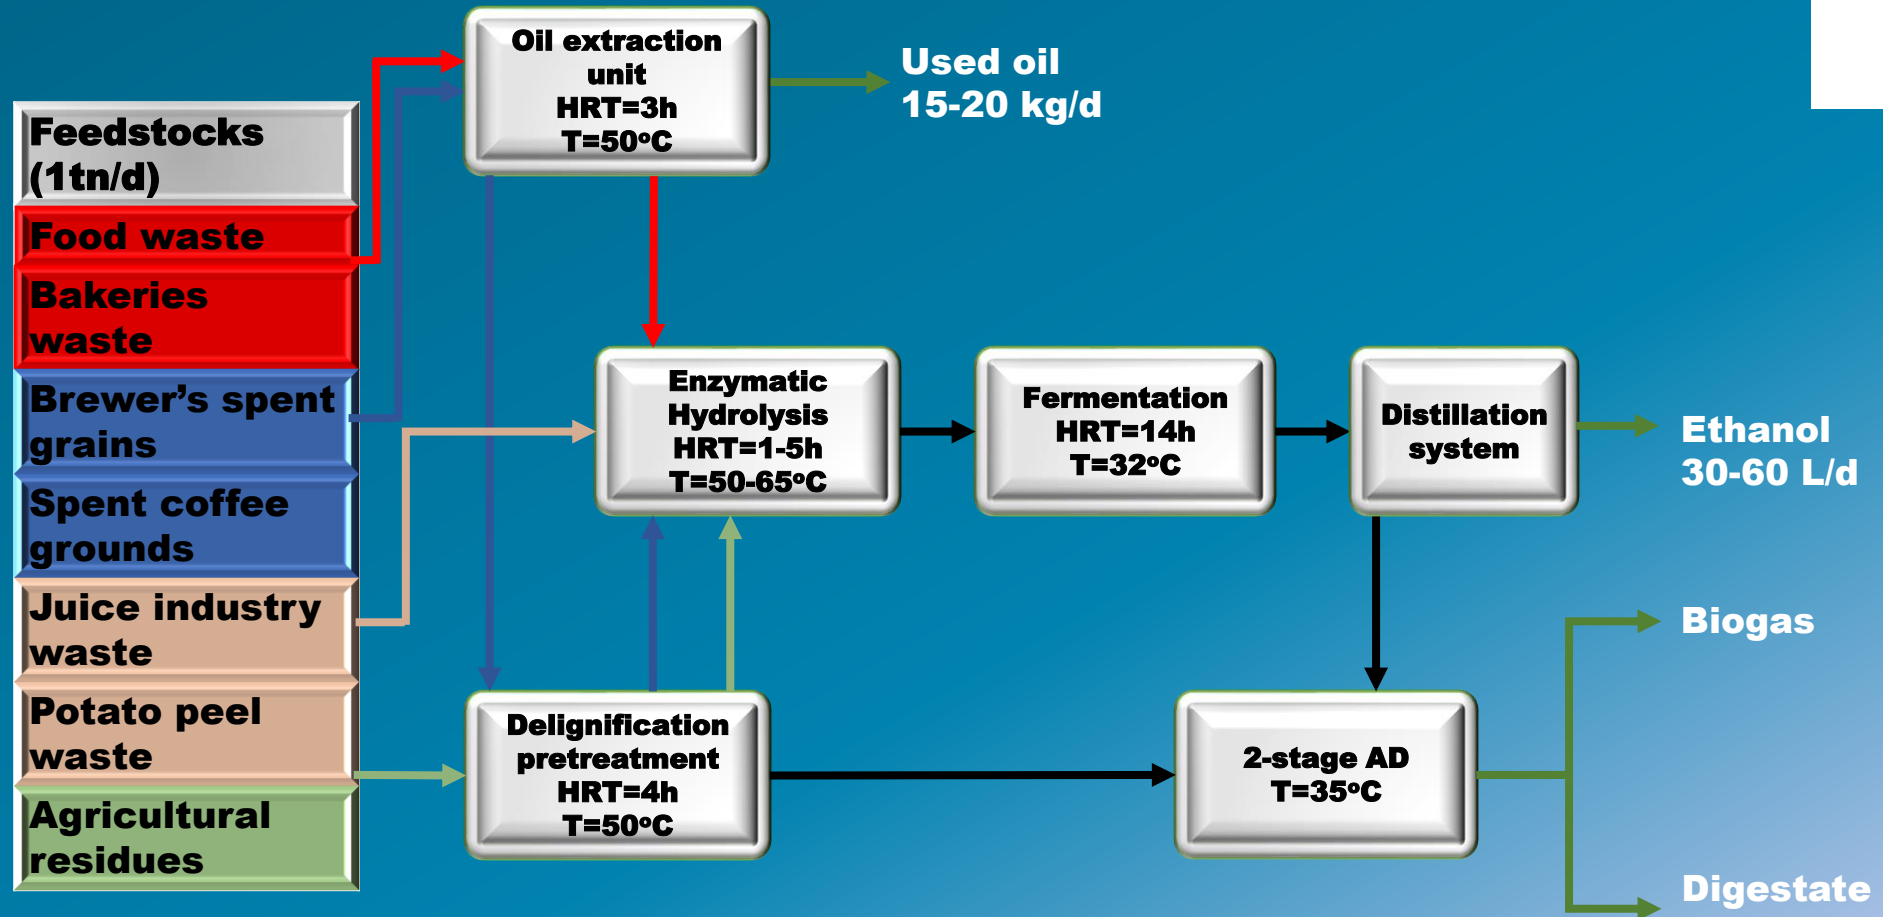 Feedstocks
(1tn/d)
Food waste
Bakeries
waste
Brewer’s spent
grains
Spent coffee
grounds
Juice industry
waste
Potato peel
waste
Agricultural
residues
Oil extraction
unit
HRT=3h
T=50°C
Used oil
15-20 kg/d
Enzymatic
Hydrolysis
HRT=1-5h
T=50-65°C
Fermentation
HRT=14h
T=32°C
Distillation
system
Ethanol
30-60 L/d
Delignification
pretreatment
HRT=4h
T=50°C
2-stage AD
T=35°C
Biogas
Digestate